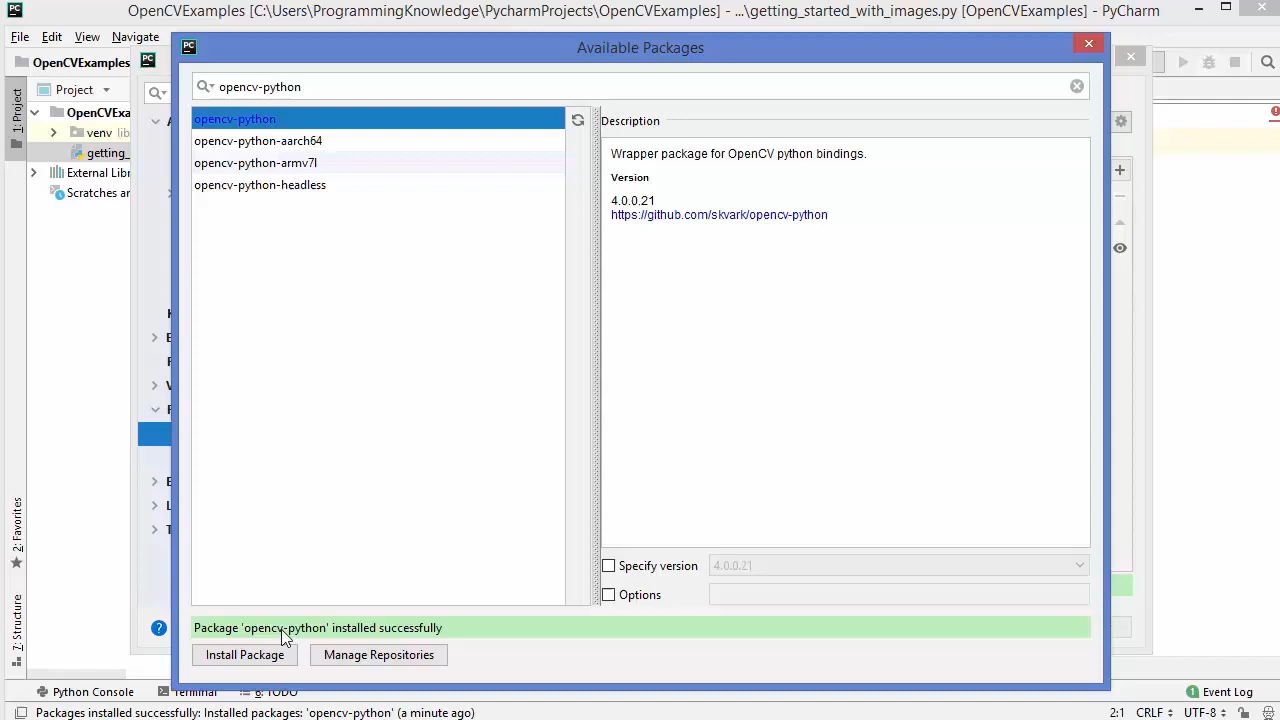 OpenCVExamples [C:\Users\ProgrammingKnowledge\PycharmProjects\OpenCVExamples] - ...\getting_started_with_images.py [OpenCVExamples] - PyCharm
File Edit View Navigate
Available Packages
OpenCVExamples
Project
opencv-python
1: Project
OpenCVExa
venv lib
getting_
External Libr
Scratches ar
opencv-python
opencv-python-aarch64
opencv-python-armv7l
opencv-python-headless
Description
Wrapper package for OpenCV python bindings.
Version
4.0.0.21
https://github.com/skvark/opencv-python
Specify version 4.0.0.21
Options
2: Favorites
7: Structure
Package 'opencv-python' installed successfully
Install Package Manage Repositories
Python Console Terminal 6: TODO Event Log
Packages installed successfully: Installed packages: 'opencv-python' (a minute ago) 2:1 CRLF UTF-8